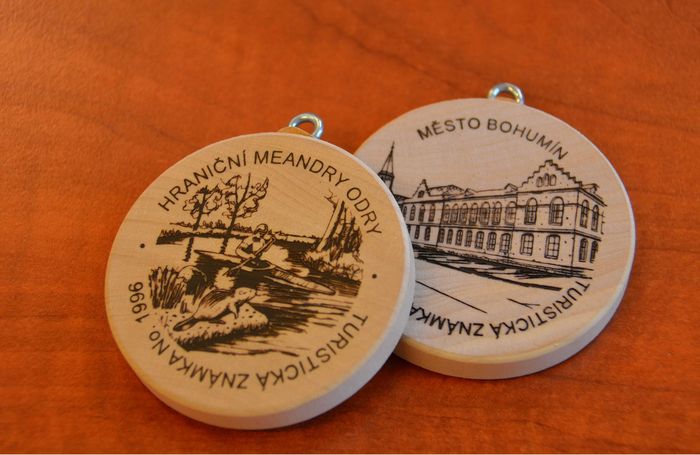 HRANIČNÍ MEANDRY ODRY
TURISTICKÁ ZNÁMKA No 1996
MĚSTO BOHUMÍN
TURISTICKÁ ZNÁMKA